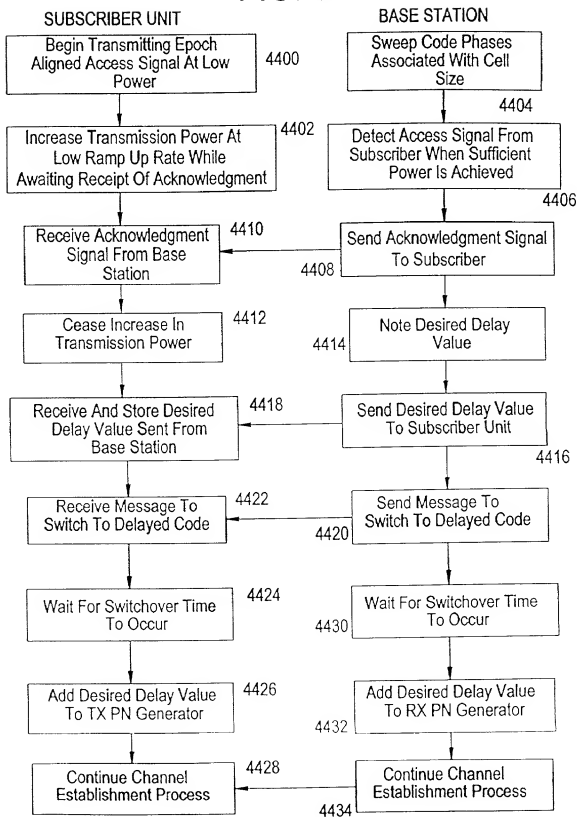 SUBSCRIBER UNIT
BASE STATION
Begin Transmitting Epoch
Aligned Access Signal At Low
Power
4400
Sweep Code Phases
Associated With Cell
Size
4404
Increase Transmission Power At
Low Ramp Up Rate While
Awaiting Receipt Of Acknowledgment
4402
Detect Access Signal From
Subscriber When Sufficient
Power Is Achieved
4406
Receive Acknowledgment
Signal From Base
Station
4410
Send Acknowledgment Signal
To Subscriber
4408
Cease Increase In
Transmission Power
4412
Note Desired Delay
Value
4414
Receive And Store Desired
Delay Value Sent From
Base Station
4418
Send Desired Delay Value
To Subscriber Unit
4416
Receive Message To
Switch To Delayed Code
4422
Send Message To
Switch To Delayed Code
4420
Wait For Switchover Time
To Occur
4424
Wait For Switchover Time
To Occur
4430
Add Desired Delay Value
To TX PN Generator
4426
Add Desired Delay Value
To RX PN Generator
4432
Continue Channel
Establishment Process
4428
Continue Channel
Establishment Process
4434